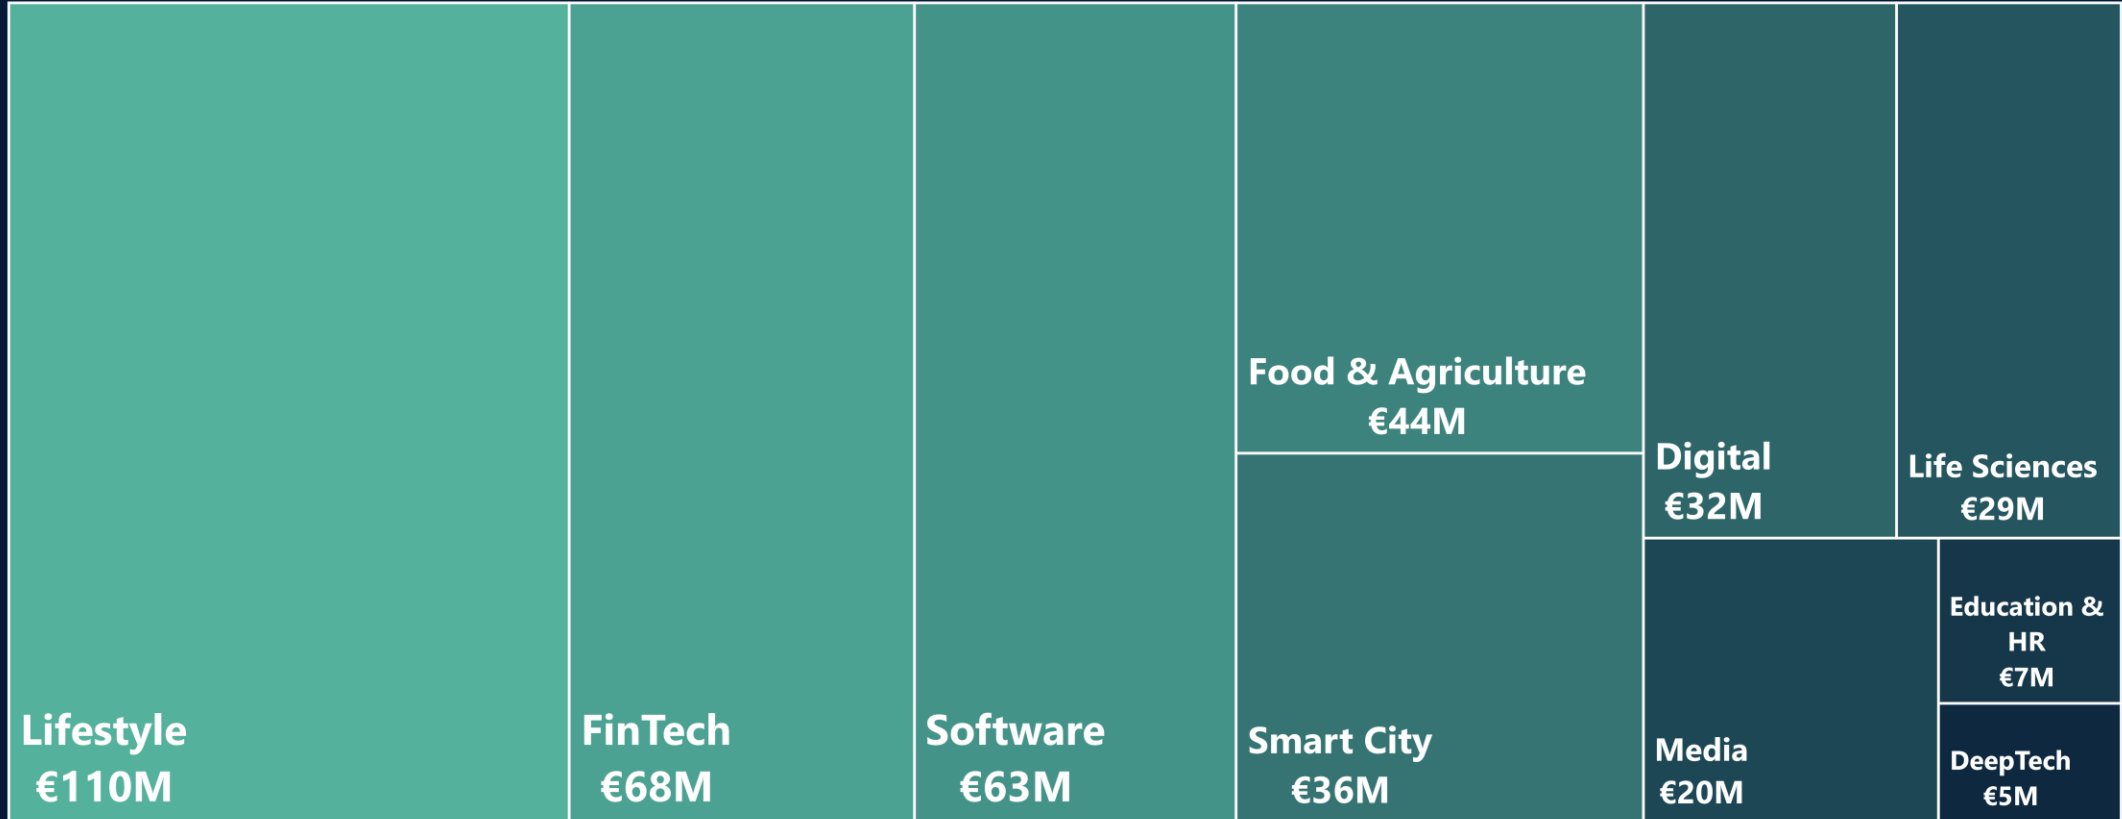 Lifestyle
€110M
FinTech
€68M
Software
€63M
Food & Agriculture
€44M
Smart City
€36M
Digital
€32M
Life Sciences
€29M
Media
€20M
Education &
HR
€7M
DeepTech
€5M